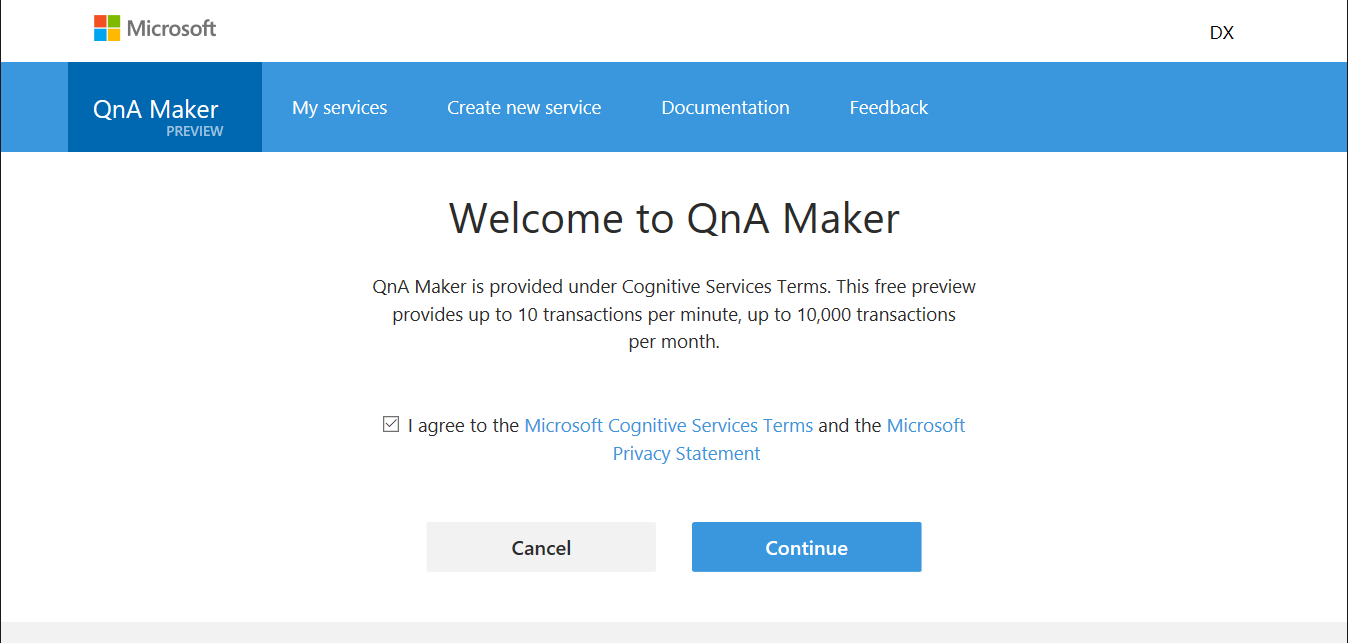 Microsoft
DX
QnA Maker
PREVIEW
My services
Create new service
Documentation
Feedback
Welcome to QnA Maker
QnA Maker is provided under Cognitive Services Terms. This free preview
provides up to 10 transactions per minute, up to 10,000 transactions
per month.
I agree to the Microsoft Cognitive Services Terms and the Microsoft
Privacy Statement
Cancel
Continue